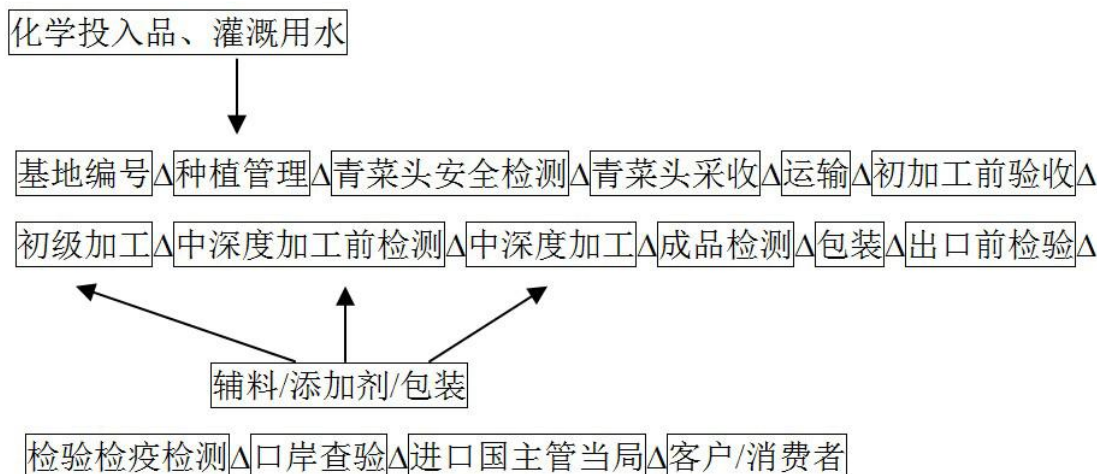 化学投入品、灌溉用水
基地编号Δ种植管理Δ青菜头安全检测Δ青菜头采收Δ运输Δ初加工前验收Δ
初级加工Δ中深度加工前检测Δ中深度加工Δ成品检测Δ包装Δ出口前检验Δ
辅料/添加剂/包装
检验检疫检测Δ口岸查验Δ进口国主管当局Δ客户/消费者